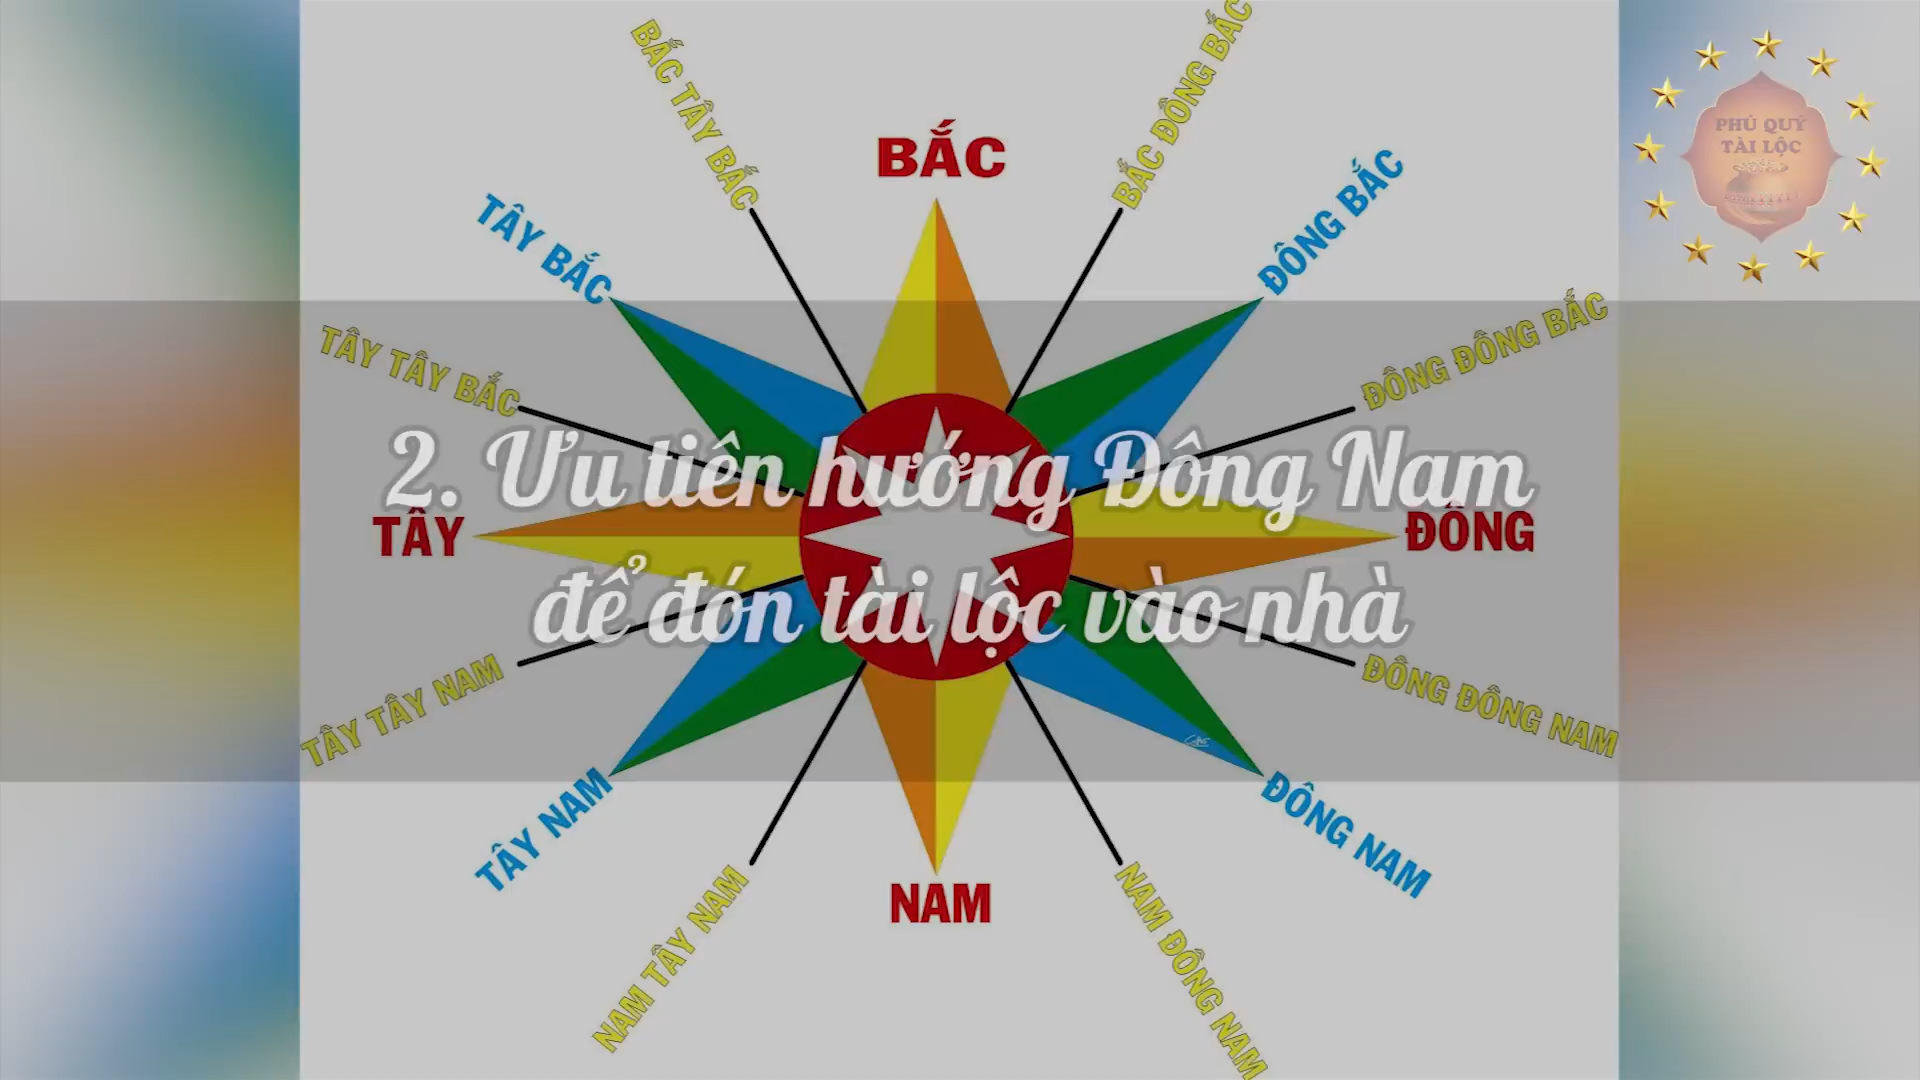 BẮC TÂY BẮC
BẮC ĐÔNG BẮC
PHÚ QUÝ
TÀI LỘC
BẮC
TÂY BẮC
ĐÔNG BẮC
TÂY TÂY BẮC
ĐÔNG ĐÔNG BẮC
2. Ưu tiên hướng Đông Nam
TÂY
ĐÔNG
để đón tài lộc vào nhà
TÂY TÂY NAM
ĐÔNG ĐÔNG NAM
TÂY NAM
ĐÔNG NAM
NAM
NAM TÂY NAM
NAM ĐÔNG NAM